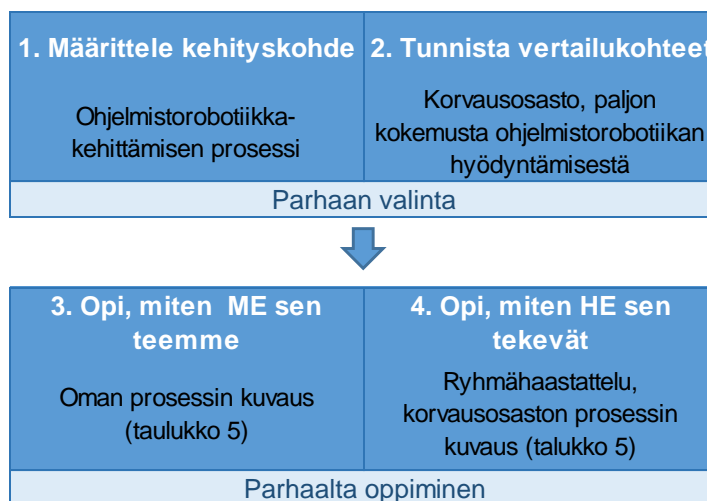 1. Määrittele kehityskohde
Ohjelmistorobotiikka-
kehittämisen prosessi
2. Tunnista vertailukohteet
Korvausosasto, paljon
kokemusta ohjelmistorobotiikan
hyödyntämisestä
Parhaan valinta
3. Opi, miten ME sen
teemme
Oman prosessin kuvaus
(taulukko 5)
4. Opi, miten HE sen
tekevät
Ryhmähaastattelu,
korvausosaston prosessin
kuvaus (talukko 5)
Parhaalta oppiminen